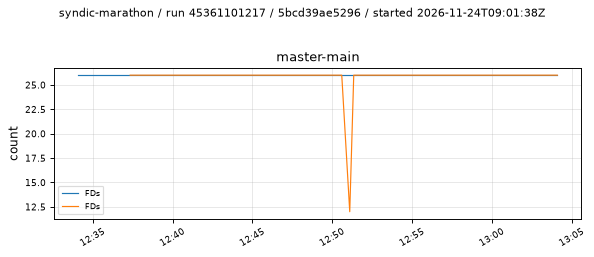 syndic-marathon / run 45361101217 / 5bcd39ae5296 / started 2026-11-24T09:01:38Z
master-main
count
25.0
22.5
20.0
17.5
15.0
12.5
FDs
FDs
12:35
12:40
12:45
12:50
12:55
13:00
13:05